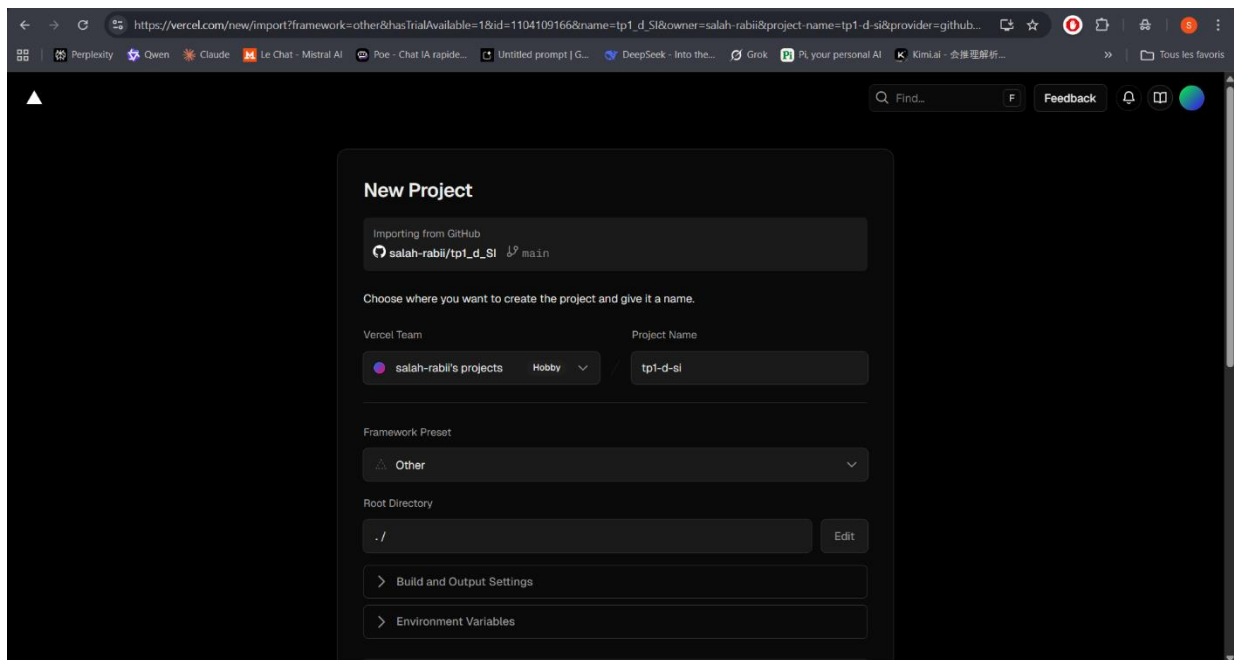 https://vercel.com/new/import?framework=other&hasTrialAvailable=1&id=1104109166&name=tp1_d_SI&owner=salah-rabii&project-name=tp1-d-si&provider=github... S
Perplexity Qwen Claude Le Chat - Mistral AI Poe - Chat IA rapide... Untitled prompt | G... DeepSeek - Into the... Grok Pi Pi, your personal AI K Kimi.ai - 会推理解析... » Tous les favoris
Find... F Feedback
New Project
Importing from GitHub
salah-rabii/tp1_d_SI main
Choose where you want to create the project and give it a name.
Vercel Team Project Name
salah-rabii's projects Hobby / tp1-d-si
Framework Preset
Other
Root Directory
./ Edit
Build and Output Settings
Environment Variables